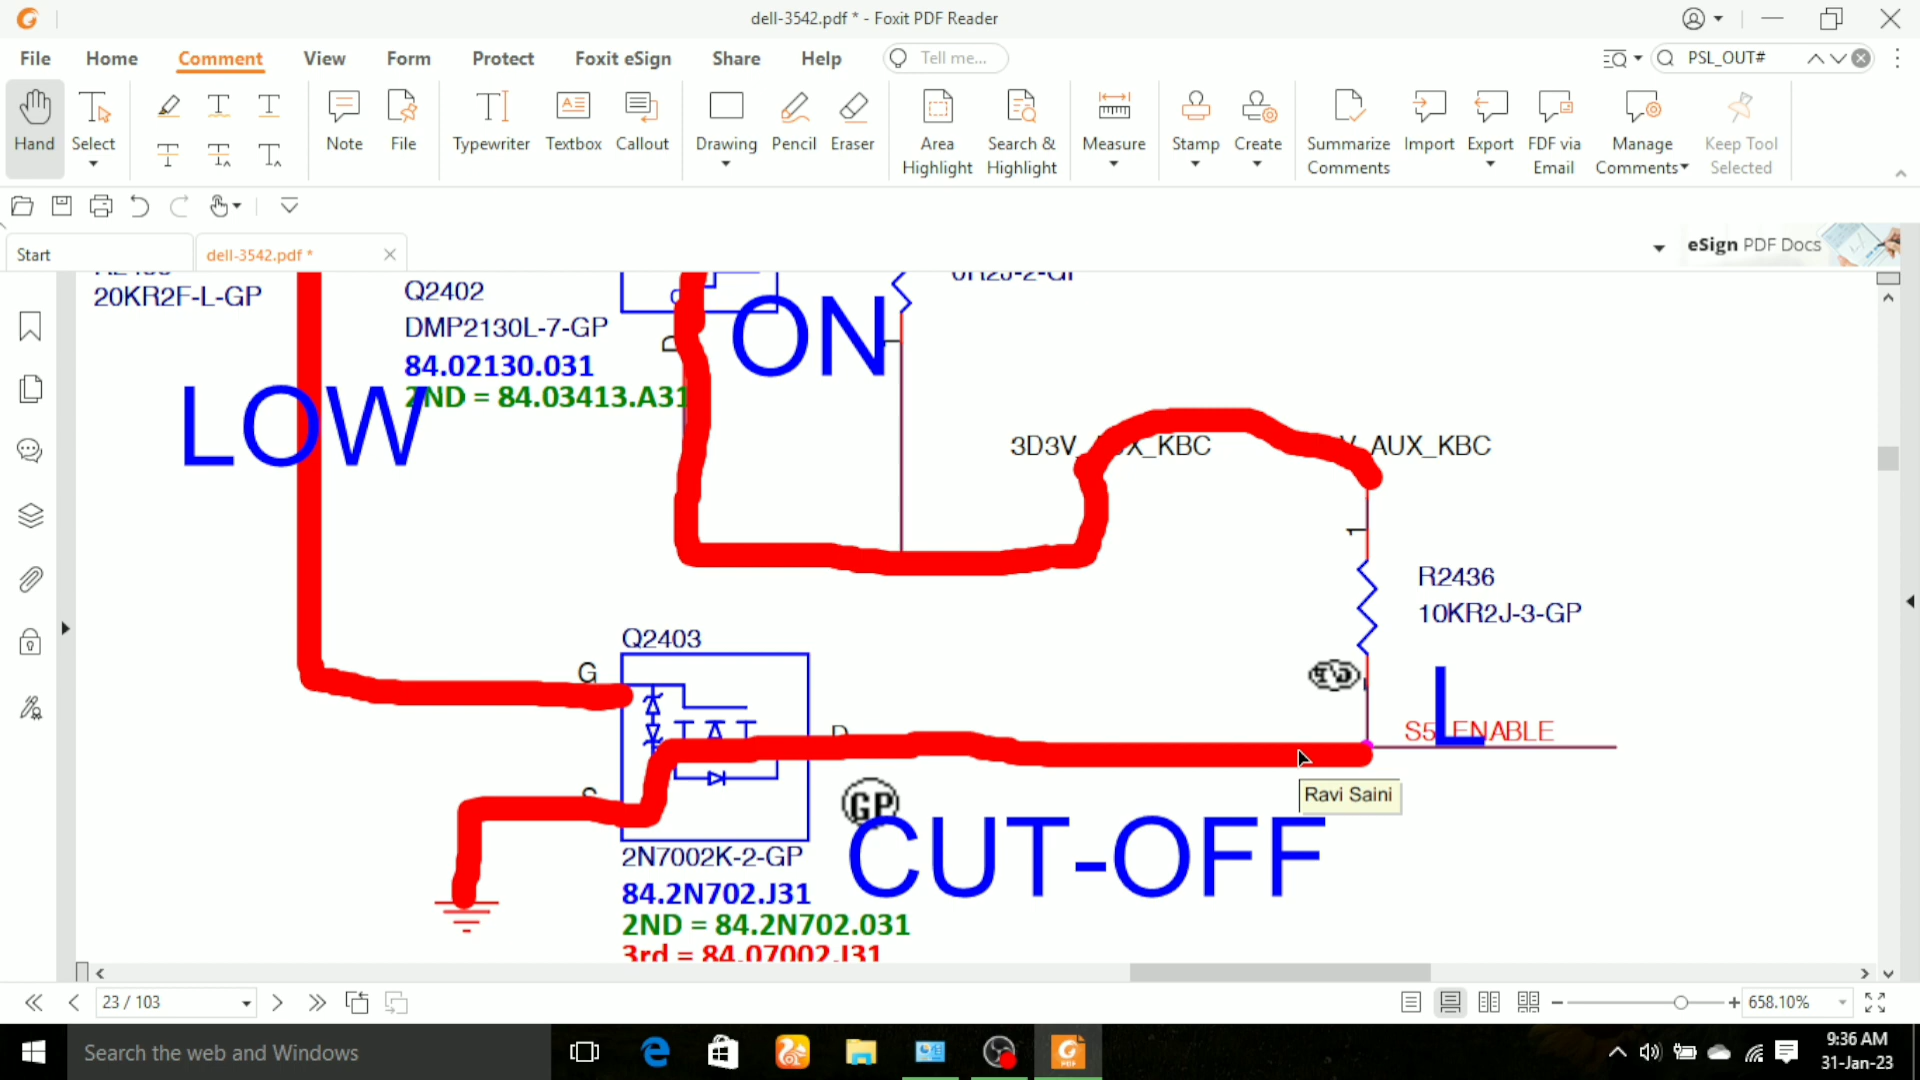 dell-3542.pdf * - Foxit PDF Reader
File Home Comment View Form Protect Foxit eSign Share Help Tell me... PSL_OUT#
Hand Select Note File Typewriter Textbox Callout Drawing Pencil Eraser Area Highlight Search & Highlight Measure Stamp Create Summarize Comments Import Export FDF via Email Manage Comments Keep Tool Selected
Start dell-3542.pdf * eSign PDF Docs
20KR2F-L-GP
Q2402
DMP2130L-7-GP
84.02130.031
2ND = 84.03413.A31
ON
D
1
LOW
3D3V_AUX_KBC
AUX_KBC
1
R2436
10KR2J-3-GP
Q2403
G
D
S
L
S5_ENABLE
Ravi Saini
GP
CUT-OFF
2N7002K-2-GP
84.2N702.J31
2ND = 84.2N702.031
3rd = 84.07002.J31
23 / 103 658.10%
Search the web and Windows
9:36 AM
31-Jan-23